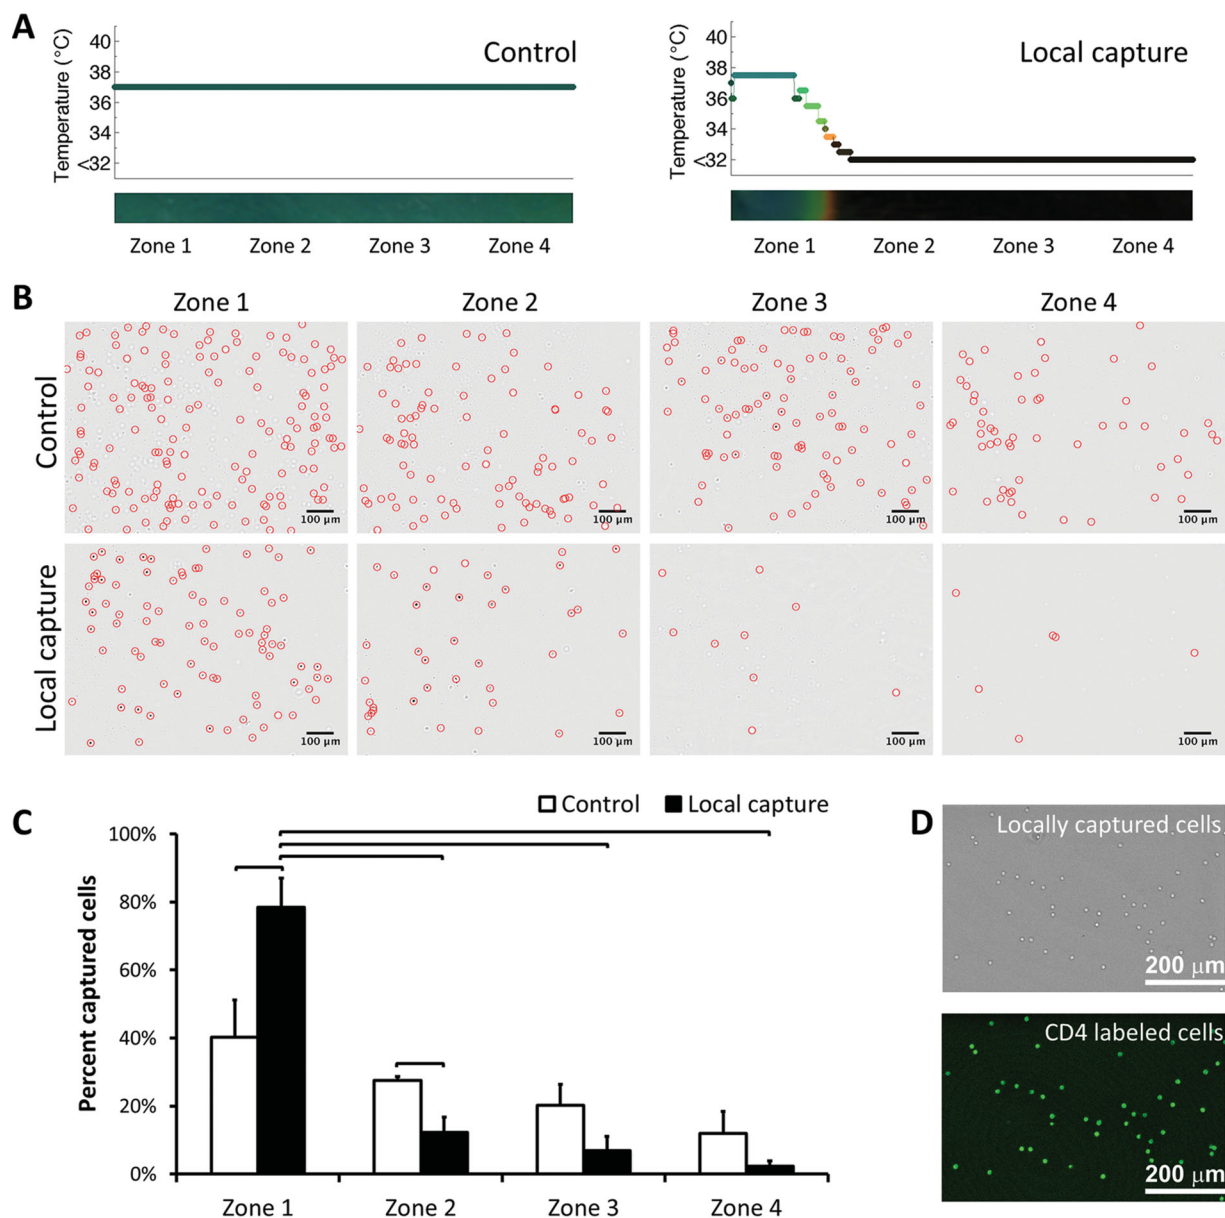 A
Control
Temperature (°C)
40
38
36
34
<32
Zone 1 Zone 2 Zone 3 Zone 4
Local capture
Temperature (°C)
40
38
36
34
<32
Zone 1 Zone 2 Zone 3 Zone 4
B
Zone 1 Zone 2 Zone 3 Zone 4
Control
100 μm 100 μm 100 μm 100 μm
Local capture
100 μm 100 μm 100 μm 100 μm
C
Control Local capture
Percent captured cells
100%
80%
60%
40%
20%
0%
Zone 1 Zone 2 Zone 3 Zone 4
D
Locally captured cells
200 μm
CD4 labeled cells
200 μm